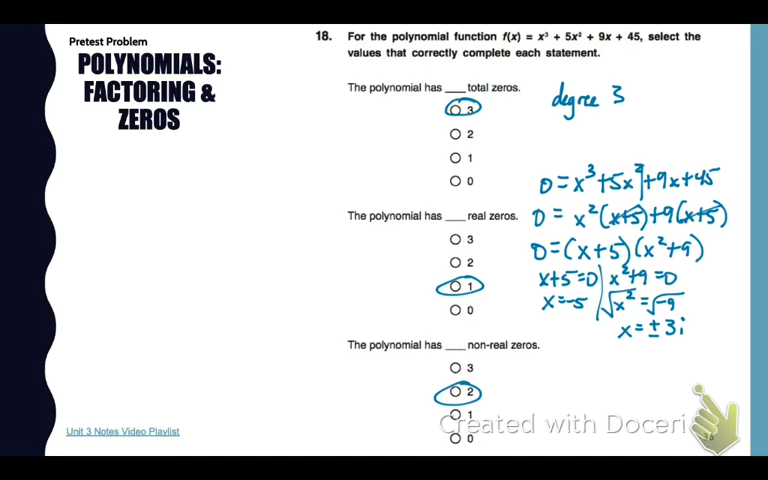 Pretest Problem
POLYNOMIALS:
FACTORING &
ZEROS
18. For the polynomial function f(x) = x³ + 5x² + 9x + 45, select the
values that correctly complete each statement.
The polynomial has ___ total zeros.
3
2
1
0
degree 3
The polynomial has ___ real zeros.
3
2
1
0
The polynomial has ___ non-real zeros.
3
2
1
0
0 = x³ + 5x² + 9x + 45
0 = x²(x+5) + 9(x+5)
0 = (x+5)(x²+9)
x+5=0 x²+9=0
x=-5 √x² = √-9
x = ± 3i
Unit 3 Notes Video Playlist
Created with Doceri